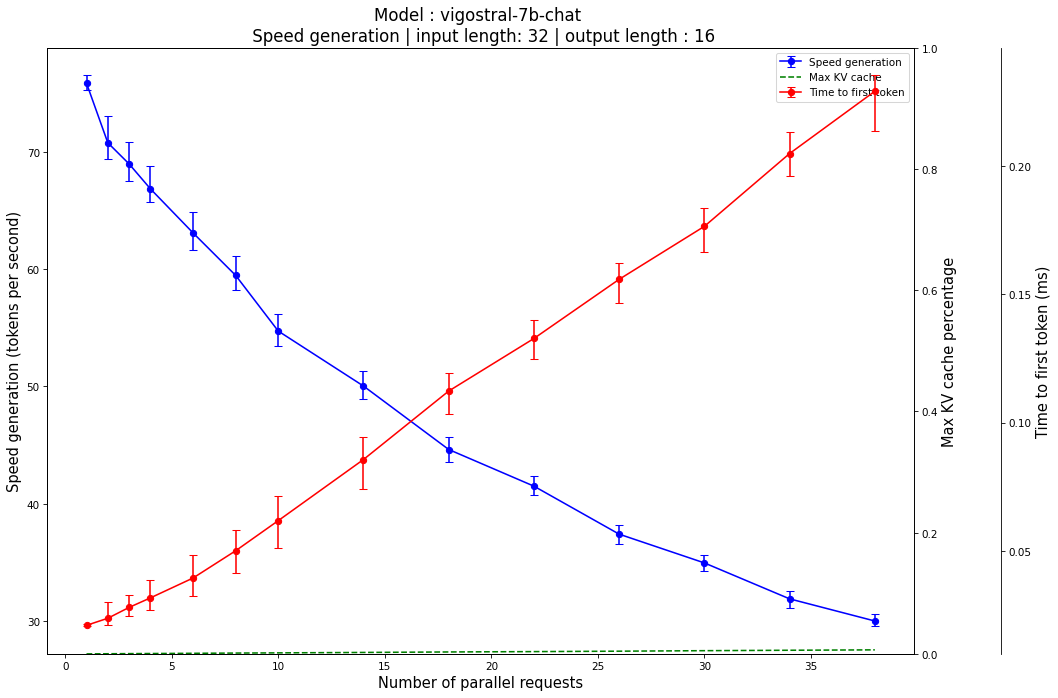 Model : vigostral-7b-chat
Speed generation | input length: 32 | output length : 16
Speed generation
Max KV cache
Time to first token
Speed generation (tokens per second)
70
60
50
40
30
0
5
10
15
20
25
30
35
Number of parallel requests
1.0
0.8
0.6
0.4
0.2
0.0
Max KV cache percentage
0.20
0.15
0.10
0.05
Time to first token (ms)